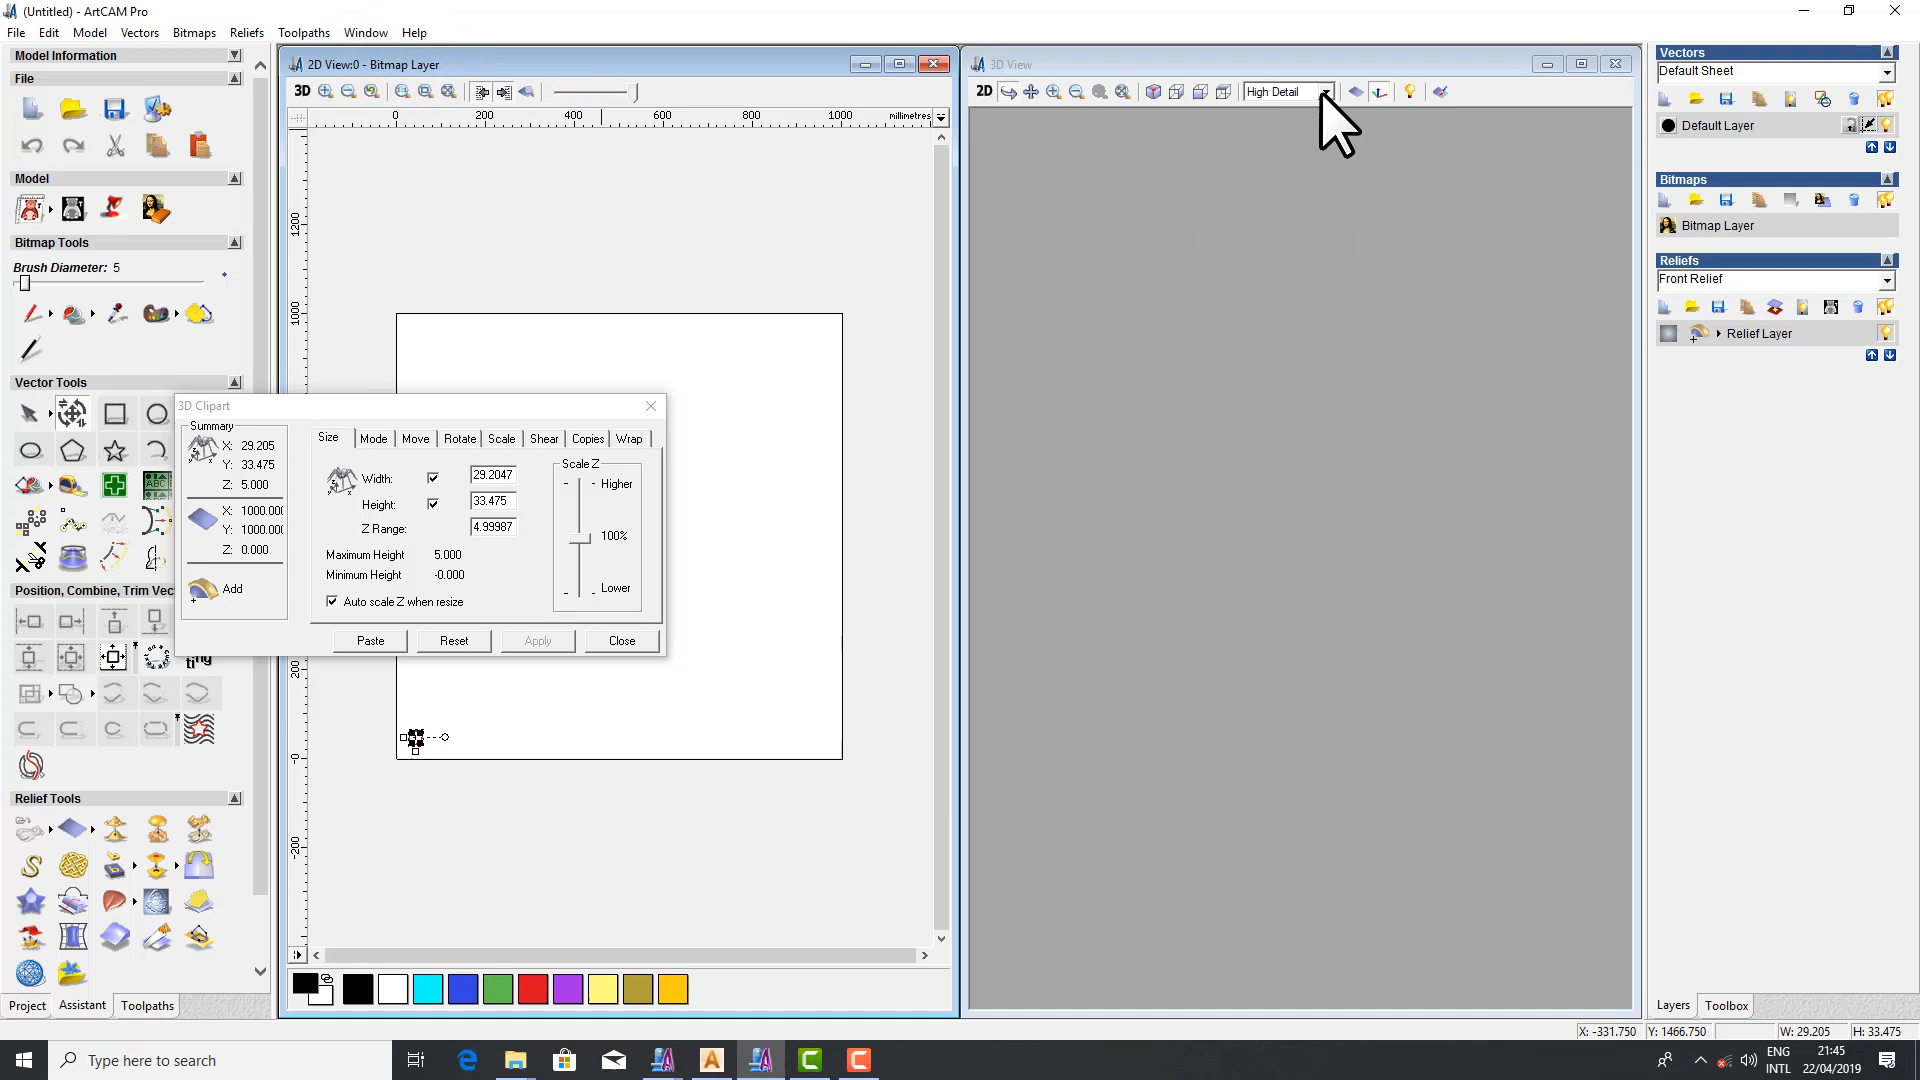 (Untitled) - ArtCAM Pro
File Edit Model Vectors Bitmaps Reliefs Toolpaths Window Help
Model Information
File
Model
Bitmap Tools
Brush Diameter: 5
Vector Tools
Position, Combine, Trim Vec
Relief Tools
Project Assistant Toolpaths
2D View:0 - Bitmap Layer
3D
0 200 400 600 800 1000 millimetres
1200
1000
200
-0
-200
3D Clipart
Summary
X: 29.205
Y: 33.475
Z: 5.000
X: 1000.000
Y: 1000.000
Z: 0.000
Add
Size Mode Move Rotate Scale Shear Copies Wrap
Width: 29.2047
Height: 33.475
Z Range: 4.99987
Maximum Height 5.000
Minimum Height -0.000
Auto scale Z when resize
Scale Z
Higher
100%
Lower
Paste Reset Apply Close
3D View
2D High Detail
Vectors
Default Sheet
Default Layer
Bitmaps
Bitmap Layer
Reliefs
Front Relief
Relief Layer
Layers Toolbox
X: -331.750 Y: 1466.750 W: 29.205 H: 33.475
Type here to search
ENG
INTL
21:45
22/04/2019